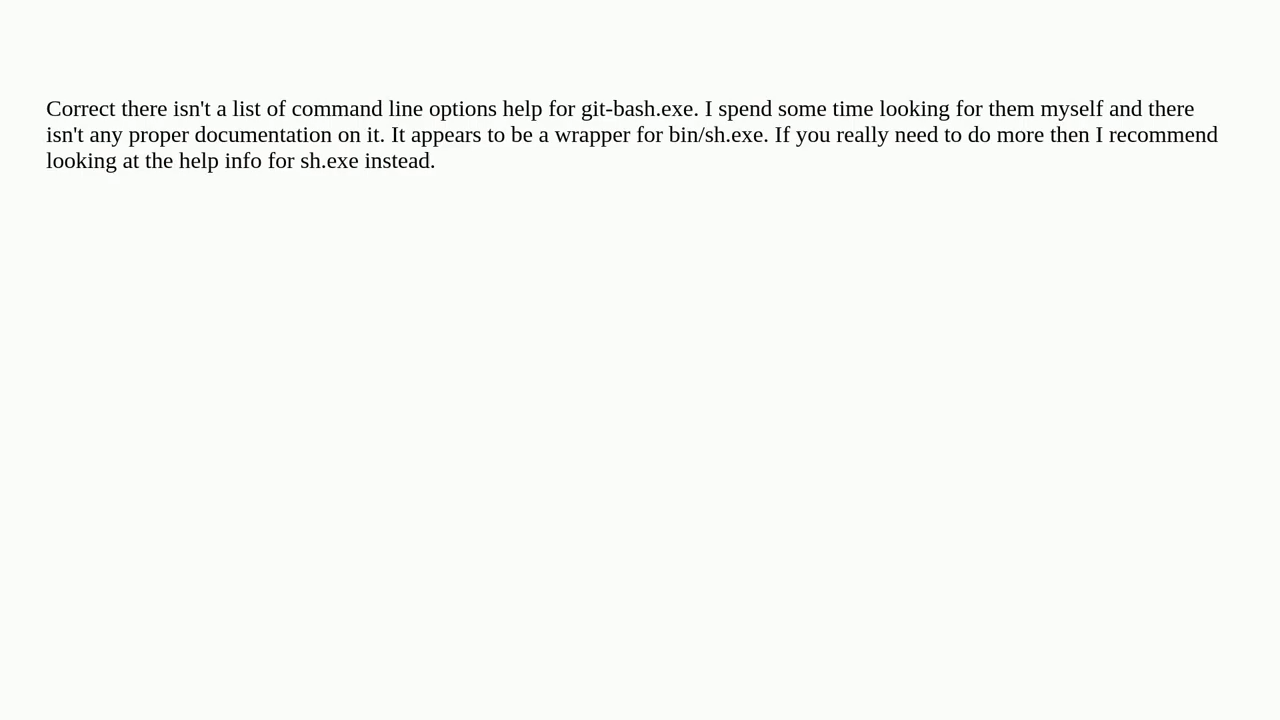 Correct there isn't a list of command line options help for git-bash.exe. I spend some time looking for them myself and there
isn't any proper documentation on it. It appears to be a wrapper for bin/sh.exe. If you really need to do more then I recommend
looking at the help info for sh.exe instead.